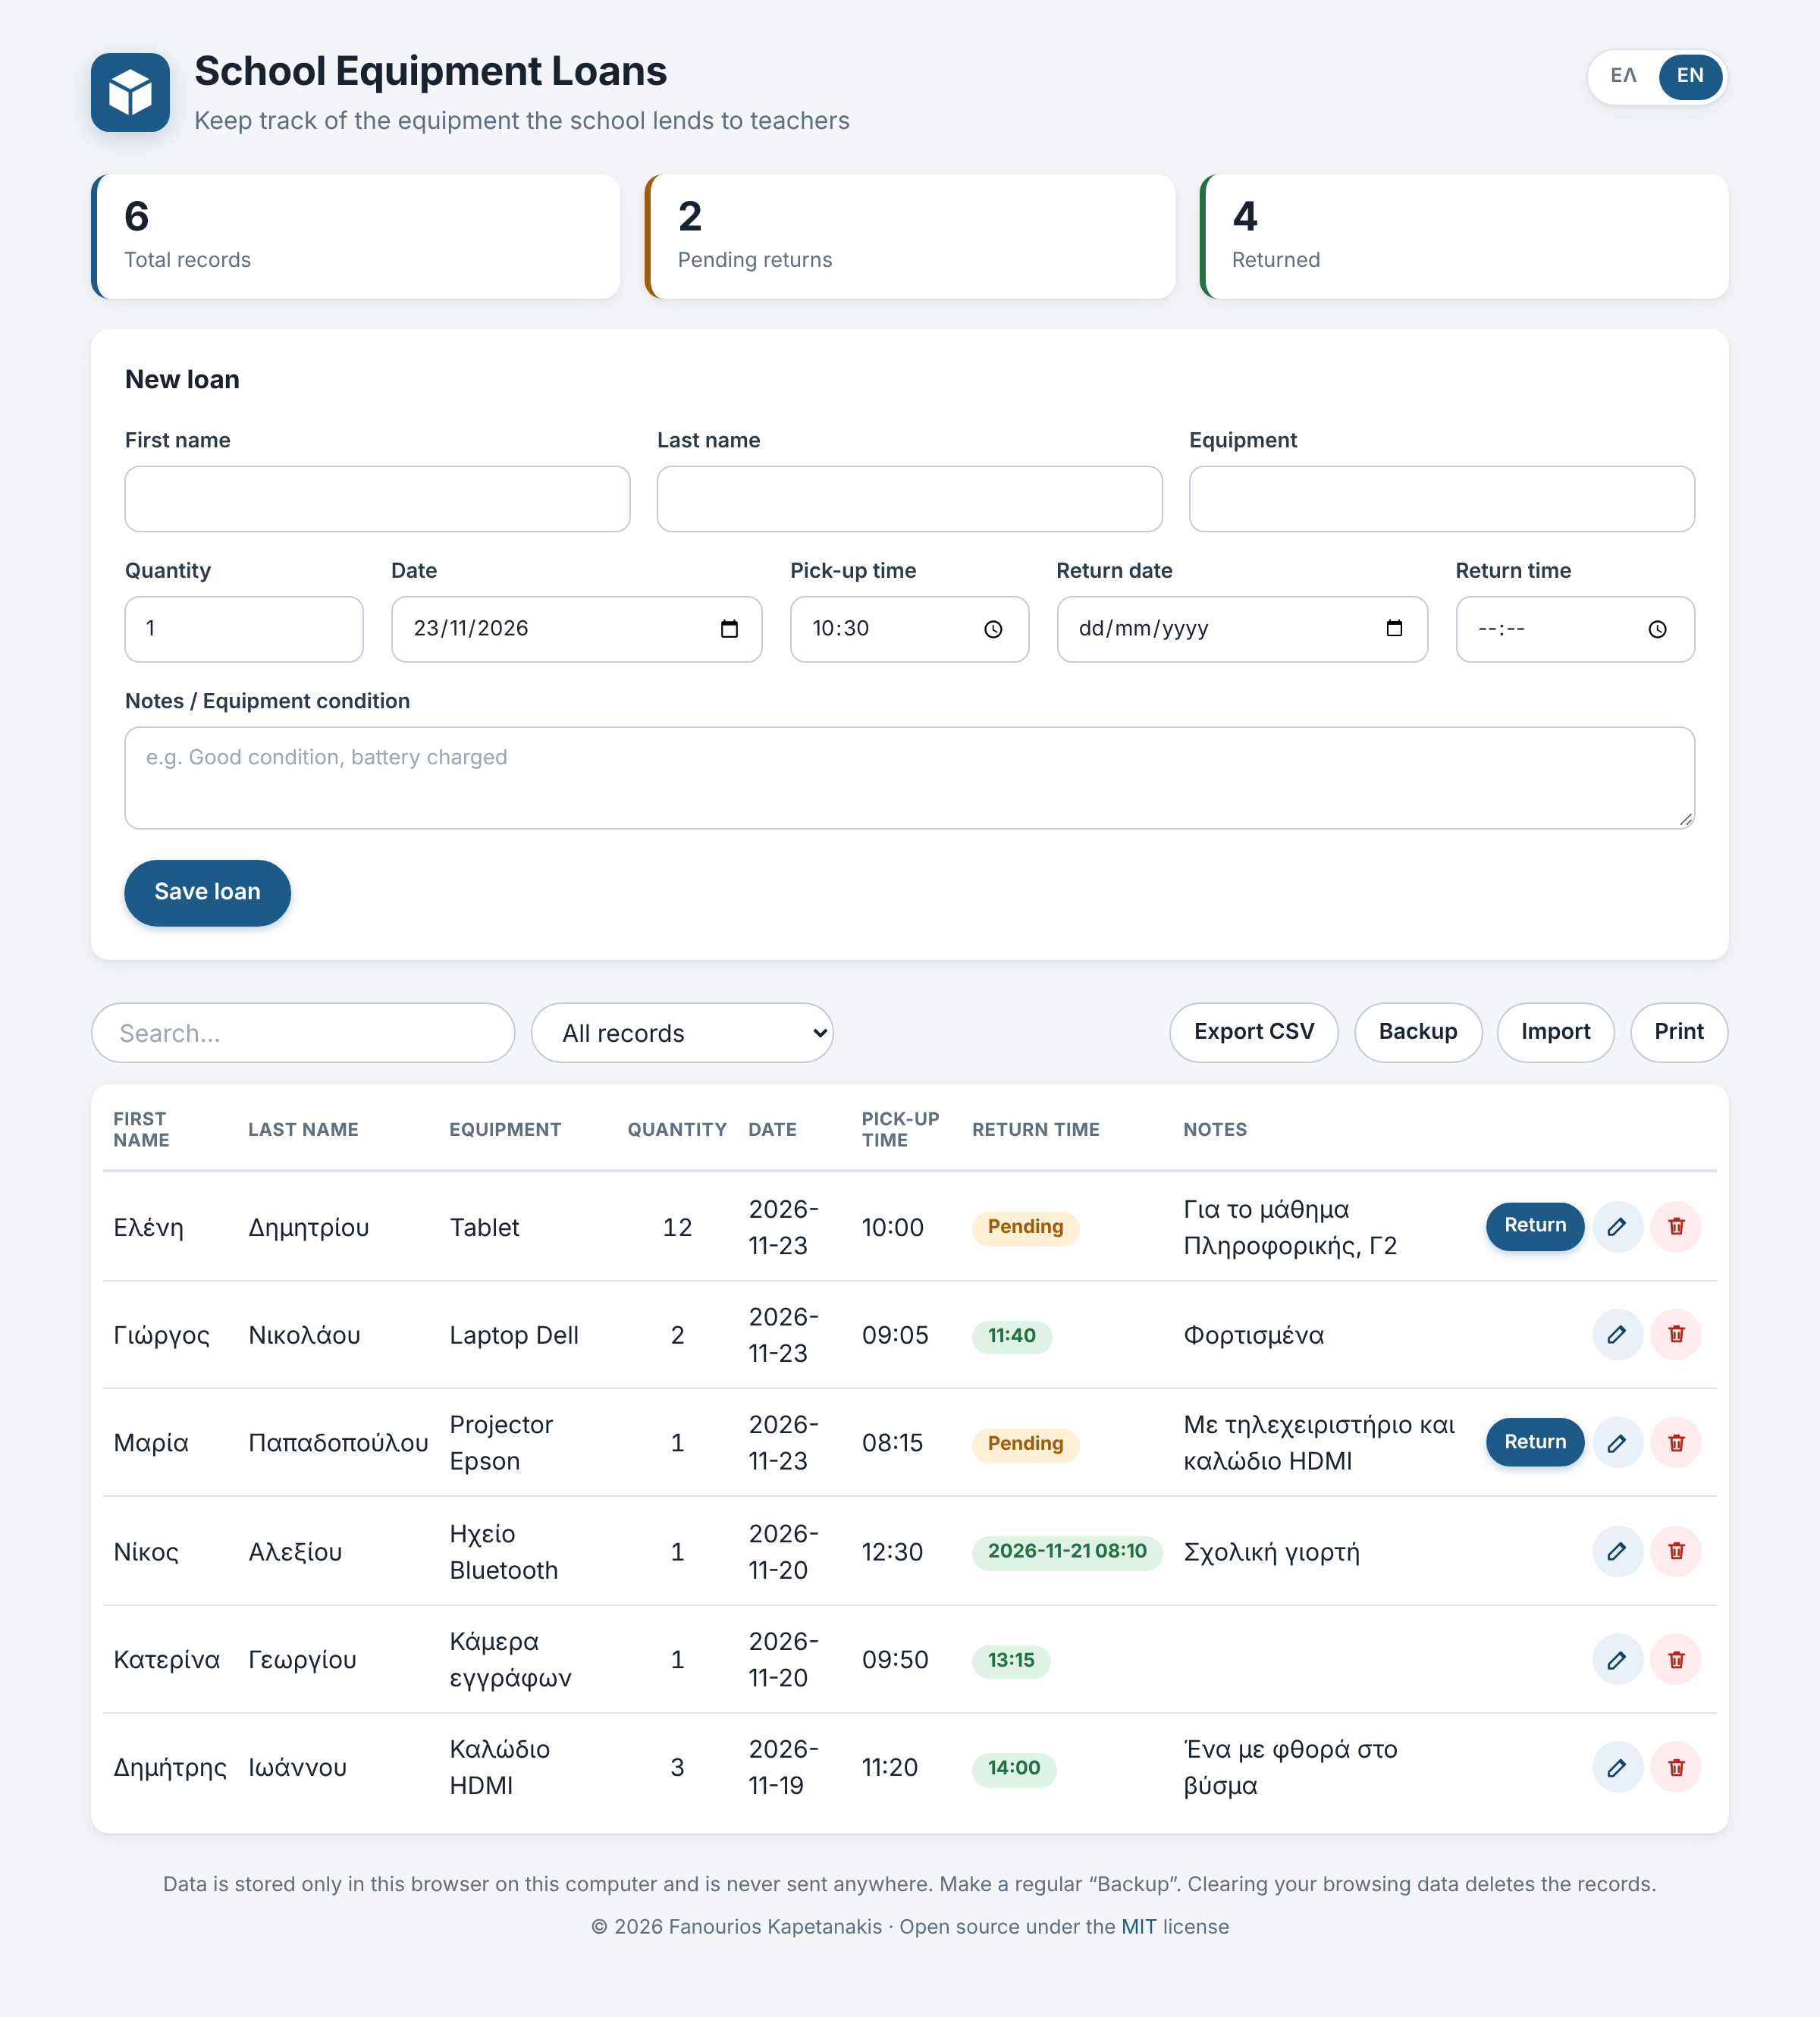 School Equipment Loans
Keep track of the equipment the school lends to teachers
ΕΛ EN
6
Total records
2
Pending returns
4
Returned
New loan
First name Last name Equipment
Quantity Date Pick-up time Return date Return time
1 23/11/2026 10:30 dd/mm/yyyy --:--
Notes / Equipment condition
e.g. Good condition, battery charged
Save loan
Search... All records Export CSV Backup Import Print
FIRST NAME LAST NAME EQUIPMENT QUANTITY DATE PICK-UP TIME RETURN TIME NOTES
Ελένη Δημητρίου Tablet 12 2026-11-23 10:00 Pending Για το μάθημα Πληροφορικής, Γ2 Return
Γιώργος Νικολάου Laptop Dell 2 2026-11-23 09:05 11:40 Φορτισμένα
Μαρία Παπαδοπούλου Projector Epson 1 2026-11-23 08:15 Pending Με τηλεχειριστήριο και καλώδιο HDMI Return
Νίκος Αλεξίου Ηχείο Bluetooth 1 2026-11-20 12:30 2026-11-21 08:10 Σχολική γιορτή
Κατερίνα Γεωργίου Κάμερα εγγράφων 1 2026-11-20 09:50 13:15
Δημήτρης Ιωάννου Καλώδιο HDMI 3 2026-11-19 11:20 14:00 Ένα με φθορά στο βύσμα
Data is stored only in this browser on this computer and is never sent anywhere. Make a regular “Backup”. Clearing your browsing data deletes the records.
© 2026 Fanourios Kapetanakis · Open source under the MIT license